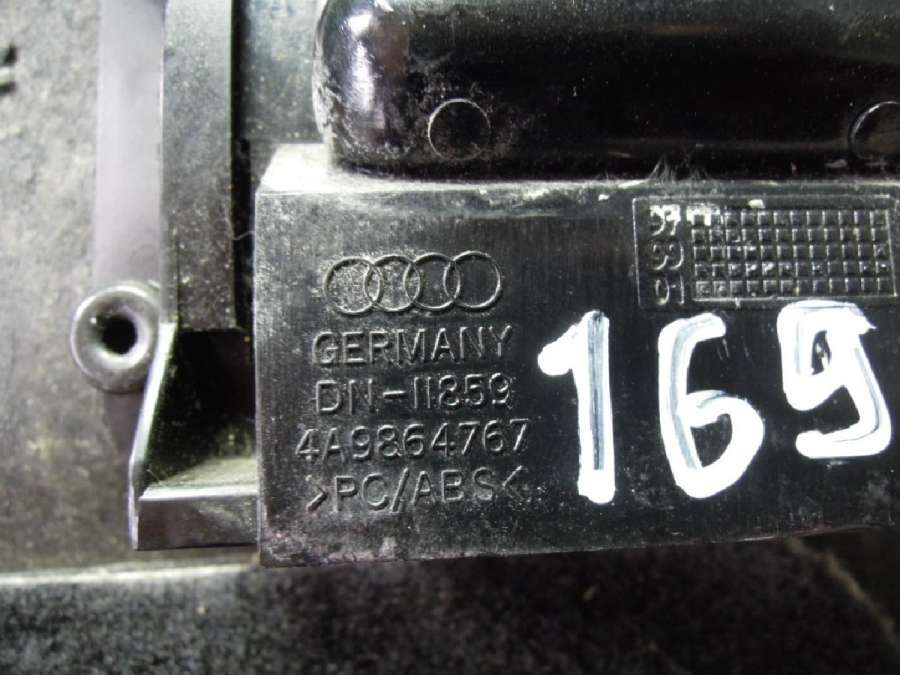 GERMANY
DN-11859
4A9864767
>PC/ABS<
169